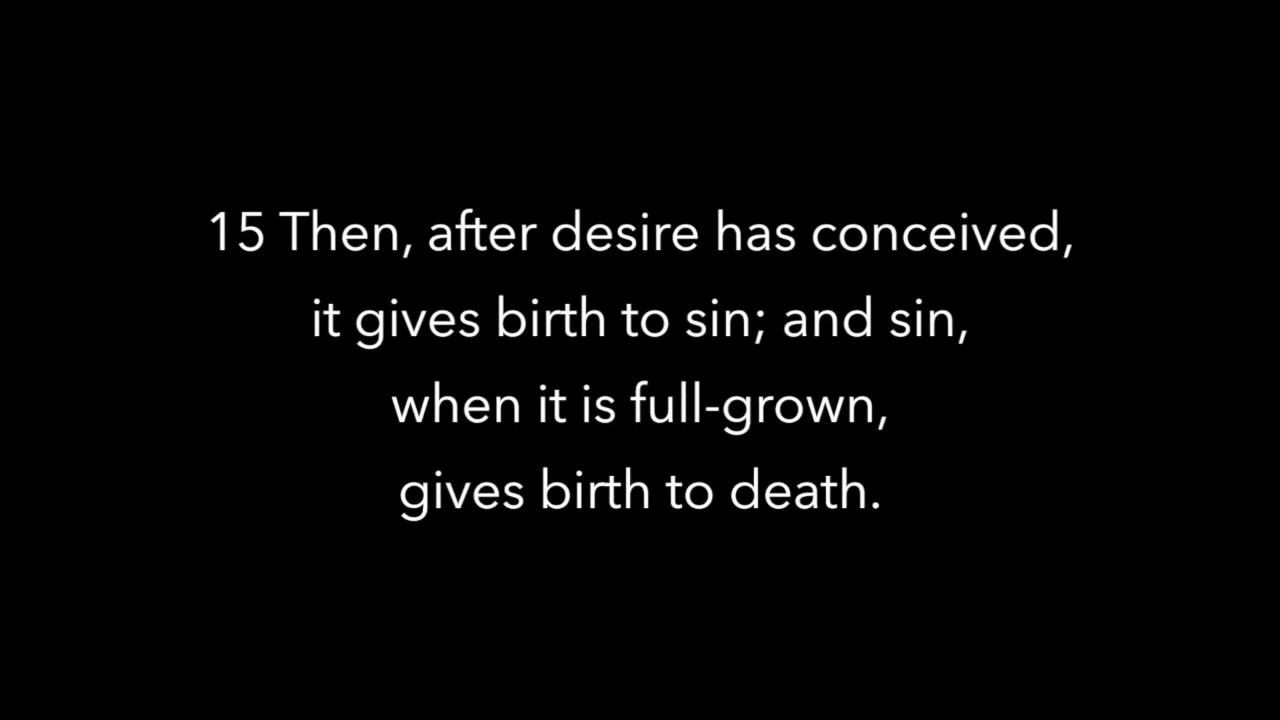 15 Then, after desire has conceived,
it gives birth to sin; and sin,
when it is full-grown,
gives birth to death.